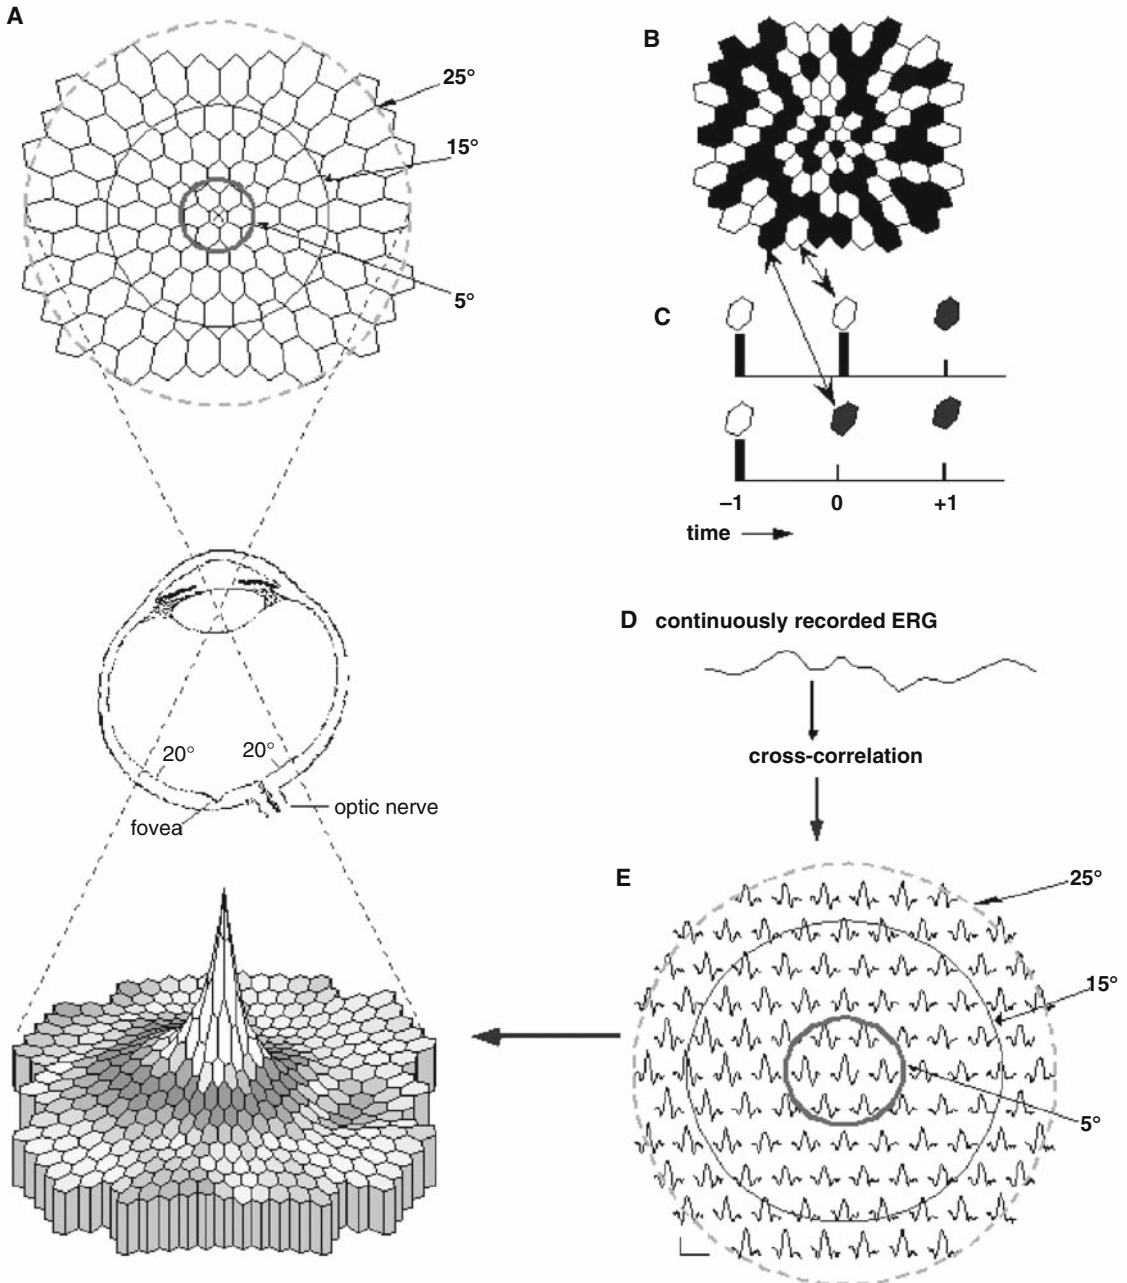 A
25°
15°
5°
20° 20°
optic nerve
fovea
B
C
–1 0 +1
time
D continuously recorded ERG
cross-correlation
E
25°
15°
5°